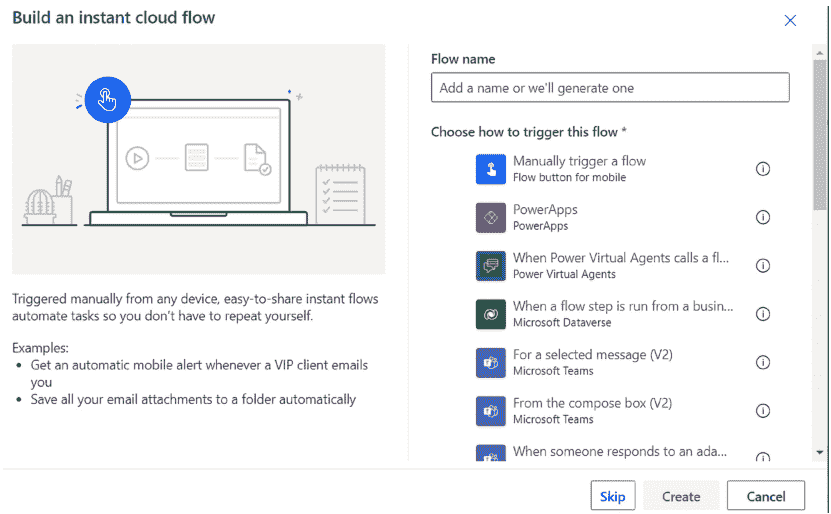 Build an instant cloud flow
Triggered manually from any device, easy-to-share instant flows
automate tasks so you don't have to repeat yourself.
Examples:
• Get an automatic mobile alert whenever a VIP client emails
you
• Save all your email attachments to a folder automatically
Flow name
Add a name or we'll generate one
Choose how to trigger this flow *
Manually trigger a flow
Flow button for mobile
PowerApps
PowerApps
When Power Virtual Agents calls a fl...
Power Virtual Agents
When a flow step is run from a busin...
Microsoft Dataverse
For a selected message (V2)
Microsoft Teams
From the compose box (V2)
Microsoft Teams
When someone responds to an ada...
Skip
Create
Cancel